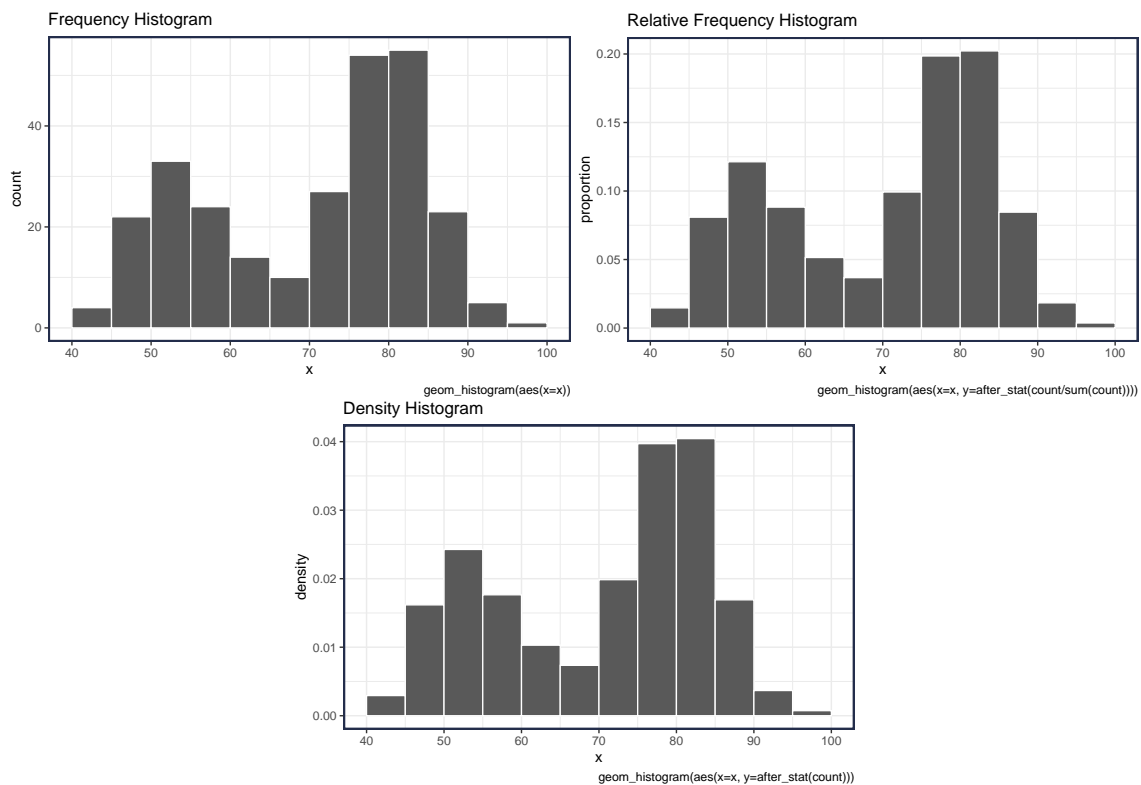 Frequency Histogram
count
40
20
0
40 50 60 70 80 90 100
x
geom_histogram(aes(x=x))
Relative Frequency Histogram
proportion
0.20
0.15
0.10
0.05
0.00
40 50 60 70 80 90 100
x
geom_histogram(aes(x=x, y=after_stat(count/sum(count))))
Density Histogram
density
0.04
0.03
0.02
0.01
0.00
40 50 60 70 80 90 100
x
geom_histogram(aes(x=x, y=after_stat(count)))